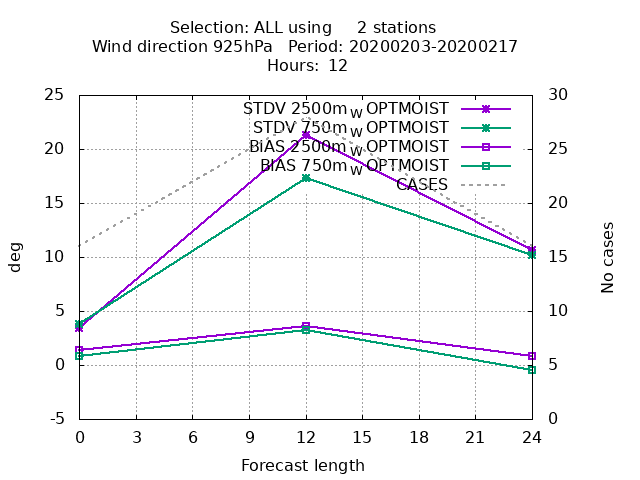 Selection: ALL using 2 stations
Wind direction 925hPa Period: 20200203-20200217
Hours: 12
STDV 2500m_W OPTMOIST
STDV 750m_W OPTMOIST
BIAS 2500m_W OPTMOIST
BIAS 750m_W OPTMOIST
CASES
25
20
15
10
5
0
-5
deg
30
25
20
15
10
5
0
No cases
0 3 6 9 12 15 18 21 24
Forecast length